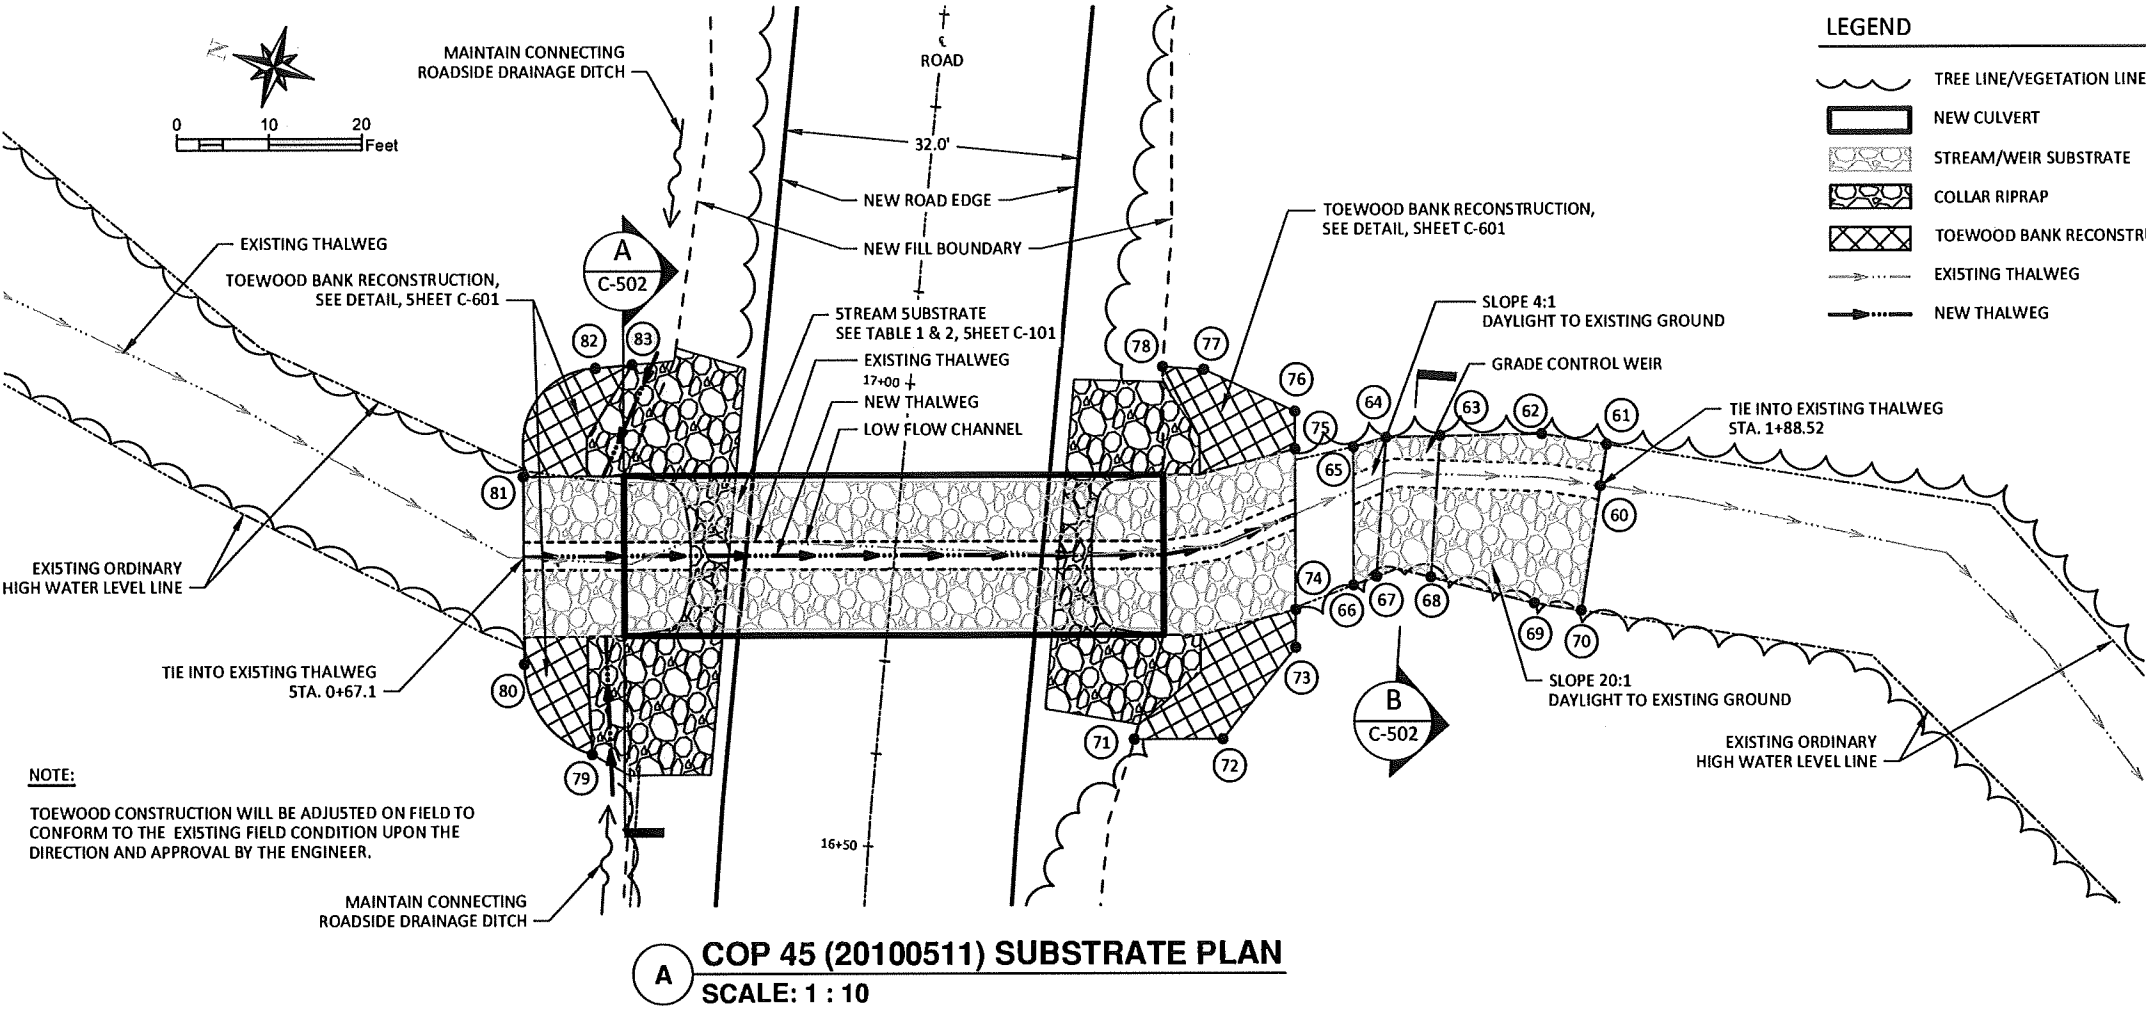 N
0 10 20
Feet
MAINTAIN CONNECTING
ROADSIDE DRAINAGE DITCH
℄
ROAD
32.0'
NEW ROAD EDGE
NEW FILL BOUNDARY
EXISTING THALWEG
TOEWOOD BANK RECONSTRUCTION,
SEE DETAIL, SHEET C-601
A
C-502
STREAM SUBSTRATE
SEE TABLE 1 & 2, SHEET C-101
EXISTING THALWEG
17+00
NEW THALWEG
LOW FLOW CHANNEL
TOEWOOD BANK RECONSTRUCTION,
SEE DETAIL, SHEET C-601
SLOPE 4:1
DAYLIGHT TO EXISTING GROUND
GRADE CONTROL WEIR
TIE INTO EXISTING THALWEG
STA. 1+88.52
LEGEND
TREE LINE/VEGETATION LINE
NEW CULVERT
STREAM/WEIR SUBSTRATE
COLLAR RIPRAP
TOEWOOD BANK RECONSTRU
EXISTING THALWEG
NEW THALWEG
82
83
78
77
76
75
64
63
62
61
65
81
60
74
66
67
68
69
70
80
73
79
71
72
EXISTING ORDINARY
HIGH WATER LEVEL LINE
TIE INTO EXISTING THALWEG
STA. 0+67.1
B
C-502
SLOPE 20:1
DAYLIGHT TO EXISTING GROUND
EXISTING ORDINARY
HIGH WATER LEVEL LINE
NOTE:
TOEWOOD CONSTRUCTION WILL BE ADJUSTED ON FIELD TO
CONFORM TO THE EXISTING FIELD CONDITION UPON THE
DIRECTION AND APPROVAL BY THE ENGINEER.
16+50
MAINTAIN CONNECTING
ROADSIDE DRAINAGE DITCH
A
COP 45 (20100511) SUBSTRATE PLAN
SCALE: 1 : 10